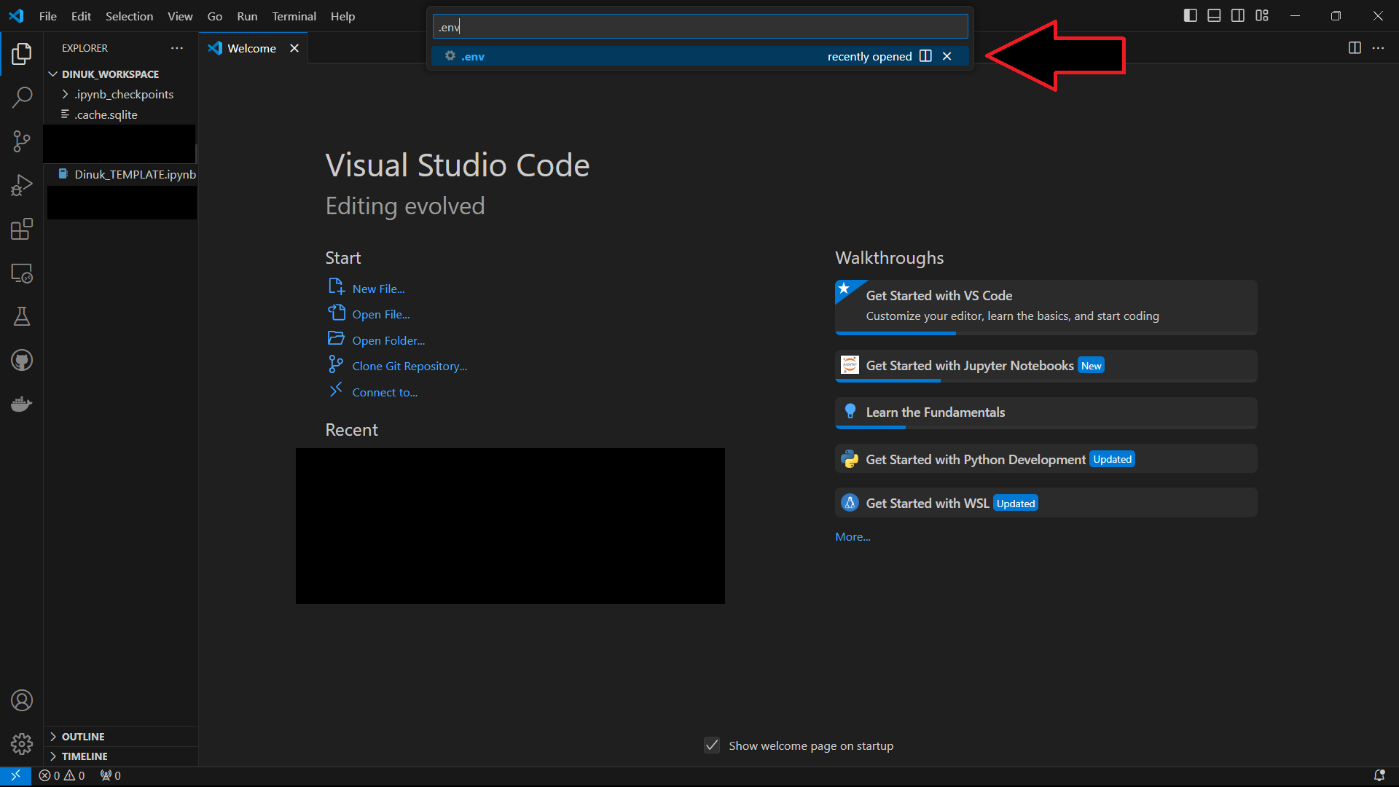 File Edit Selection View Go Run Terminal Help
.env
.env recently opened
EXPLORER
Welcome
DINUK_WORKSPACE
.ipynb_checkpoints
.cache.sqlite
Dinuk_TEMPLATE.ipynb
Visual Studio Code
Editing evolved
Start
New File...
Open File...
Open Folder...
Clone Git Repository...
Connect to...
Recent
Walkthroughs
Get Started with VS Code
Customize your editor, learn the basics, and start coding
Get Started with Jupyter Notebooks New
Learn the Fundamentals
Get Started with Python Development Updated
Get Started with WSL Updated
More...
OUTLINE
TIMELINE
Show welcome page on startup
0 0 0